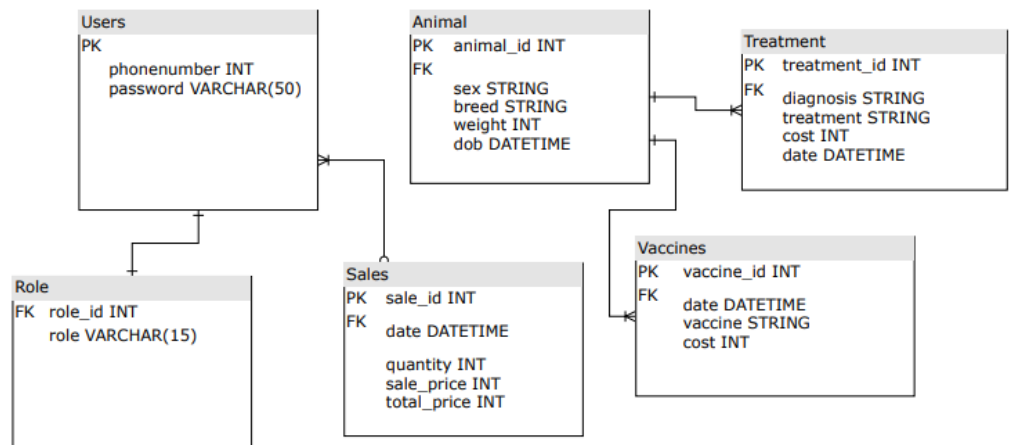 Users
PK
phonenumber INT
password VARCHAR(50)
Animal
PK animal_id INT
FK
sex STRING
breed STRING
weight INT
dob DATETIME
Treatment
PK treatment_id INT
FK
diagnosis STRING
treatment STRING
cost INT
date DATETIME
Role
FK role_id INT
role VARCHAR(15)
Sales
PK sale_id INT
FK
date DATETIME
quantity INT
sale_price INT
total_price INT
Vaccines
PK vaccine_id INT
FK
date DATETIME
vaccine STRING
cost INT